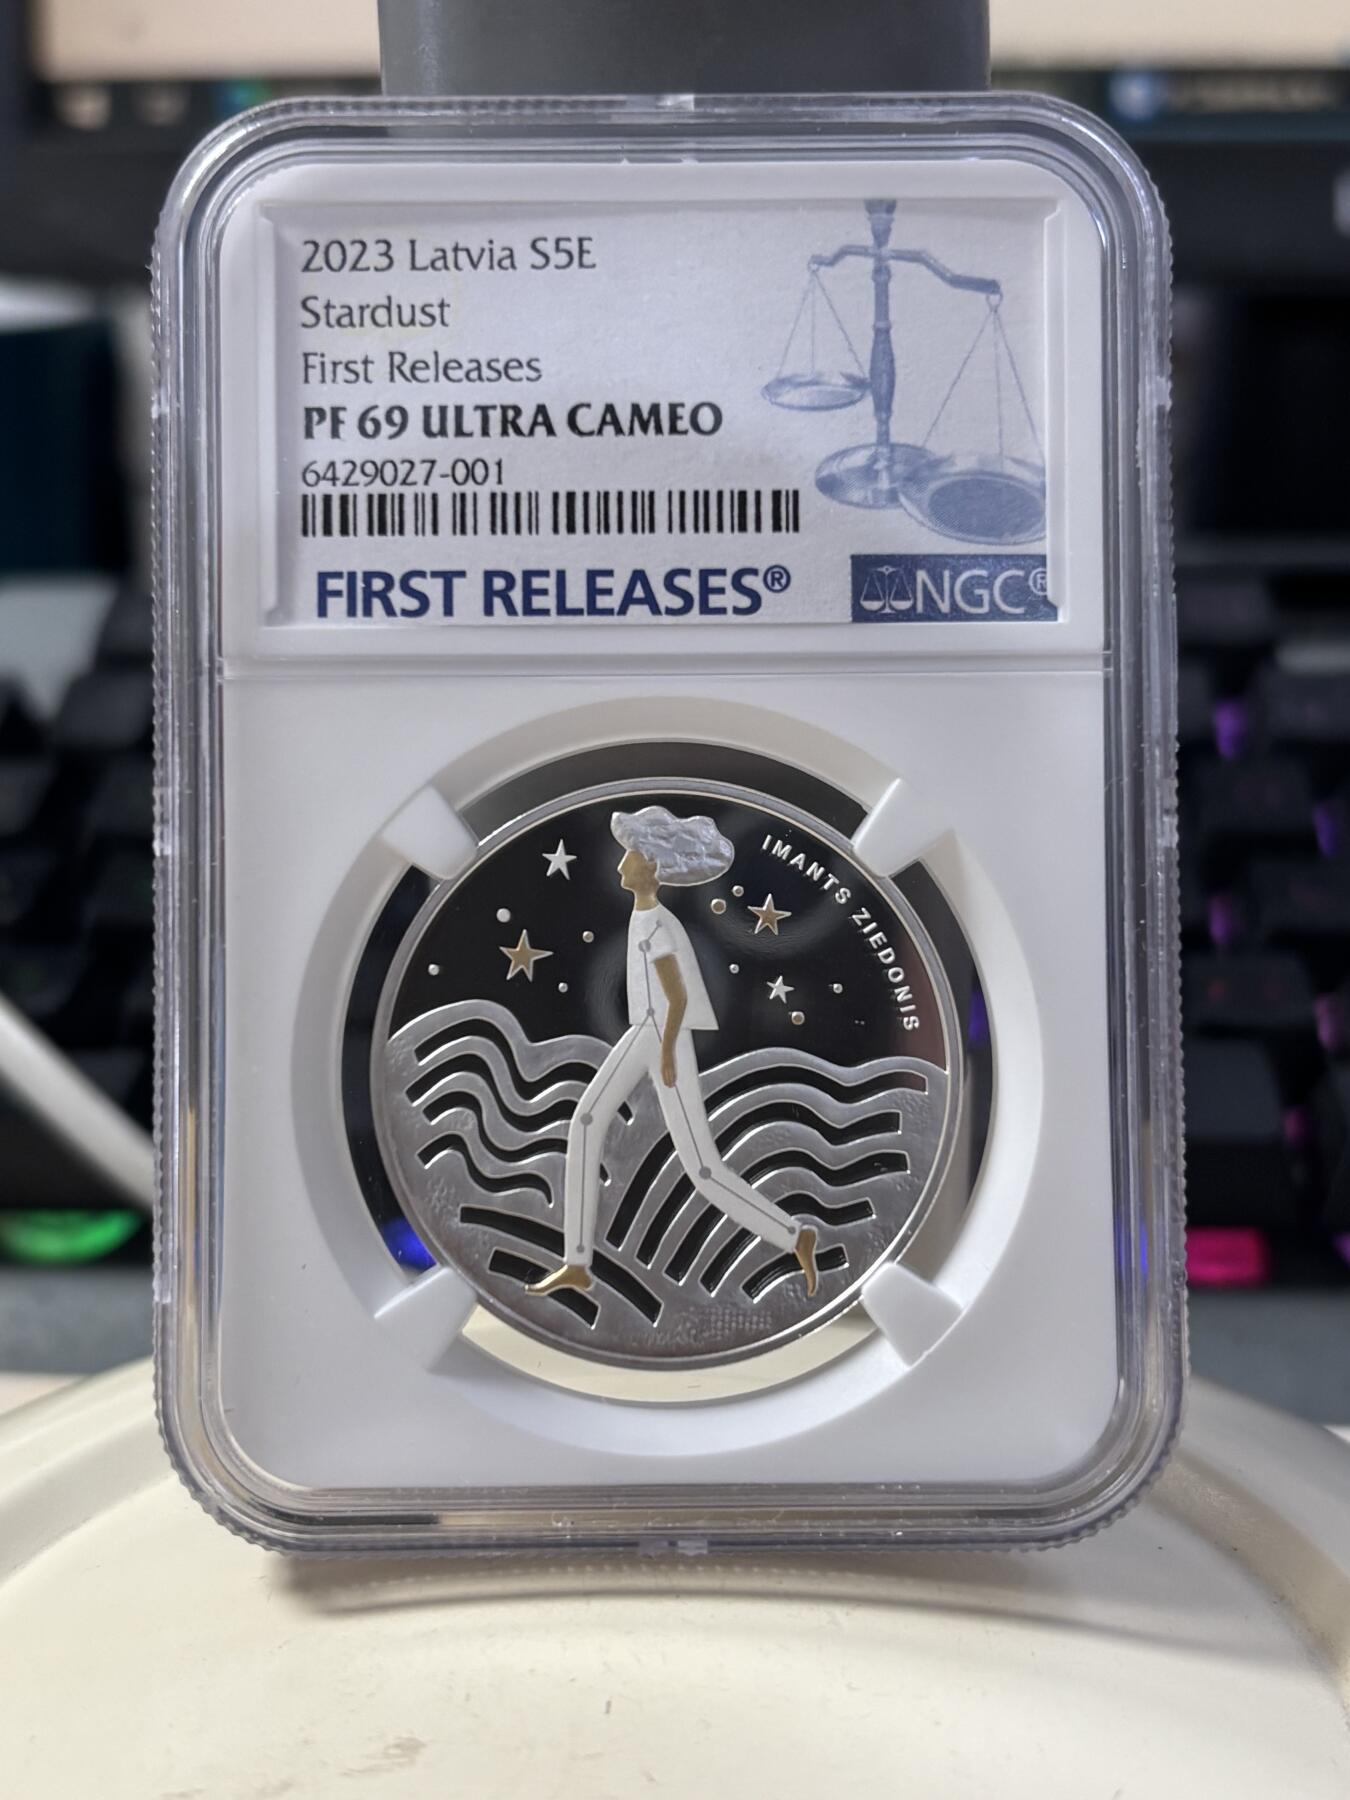 2023 Latvia S5E
Stardust
First Releases
PF 69 ULTRA CAMEO
6429027-001
FIRST RELEASES®
NGC®
IMANTS ZIEDONIS